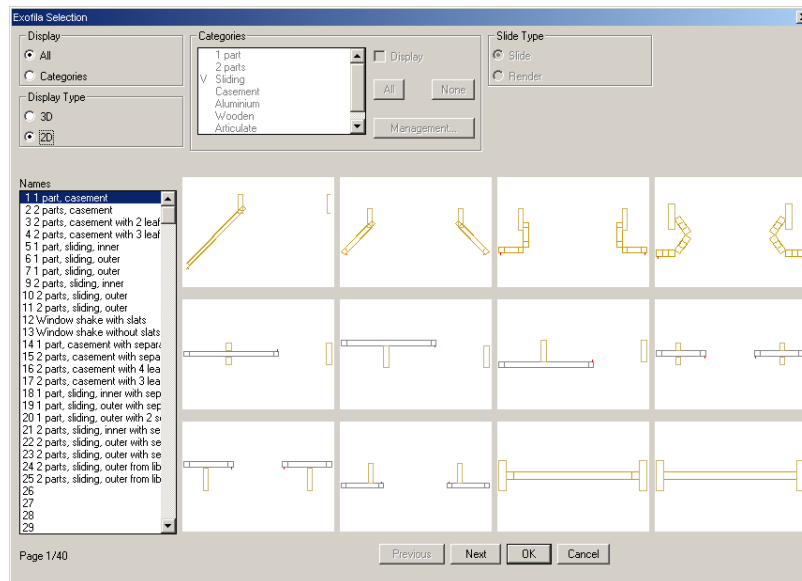 Exofila Selection
Display
All
Categories
Display Type
3D
2D
Categories
1 part
2 parts
V Sliding
Casement
Aluminium
Wooden
Articulate
Display
All
None
Management...
Slide Type
Slide
Render
Names
1 1 part, casement
2 2 parts, casement
3 2 parts, casement with 2 leaf
4 2 parts, casement with 3 leaf
5 1 part, sliding, inner
6 1 part, sliding, outer
7 1 part, sliding, outer
9 2 parts, sliding, inner
10 2 parts, sliding, outer
11 2 parts, sliding, outer
12 Window shake with slats
13 Window shake without slats
14 1 part, casement with separa
15 2 parts, casement with sepa
16 2 parts, casement with 4 lea
17 2 parts, casement with 3 lea
18 1 part, sliding, inner with sep
19 1 part, sliding, outer with sep
20 1 part, sliding, outer with 2 se
21 2 parts, sliding, inner with se
22 2 parts, sliding, outer with se
23 2 parts, sliding, outer with se
24 2 parts, sliding, outer from lib
25 2 parts, sliding, outer from lib
26
27
28
29
Page 1/40
Previous
Next
OK
Cancel